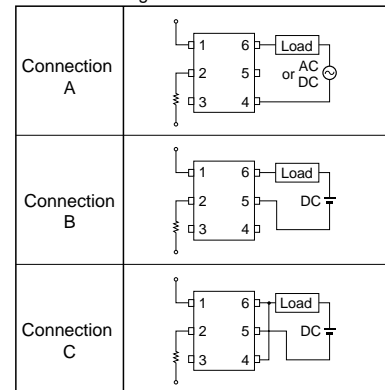 Connection
A
1 6 Load
2 5 or AC
DC
3 4
Connection
B
1 6 Load
2 5 DC
3 4
Connection
C
1 6 Load
2 5 DC
3 4